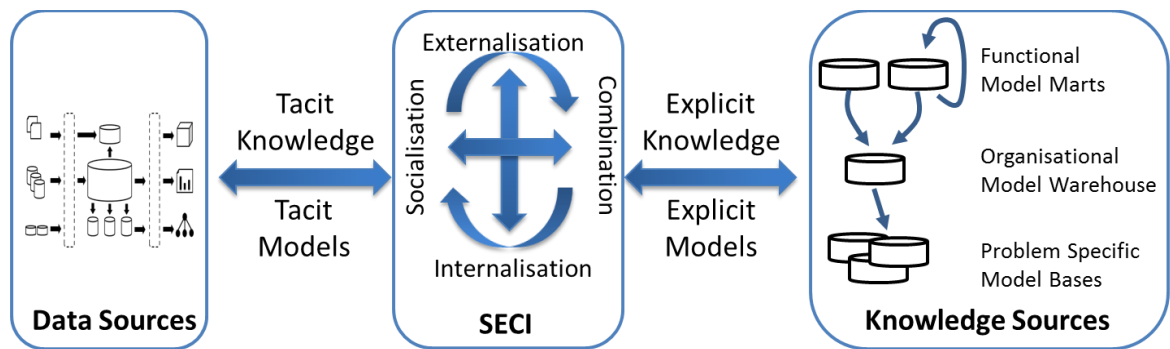 Data Sources
Tacit
Knowledge
Tacit
Models
Externalisation
Socialisation
Combination
Internalisation
SECI
Explicit
Knowledge
Explicit
Models
Functional
Model Marts
Organisational
Model Warehouse
Problem Specific
Model Bases
Knowledge Sources